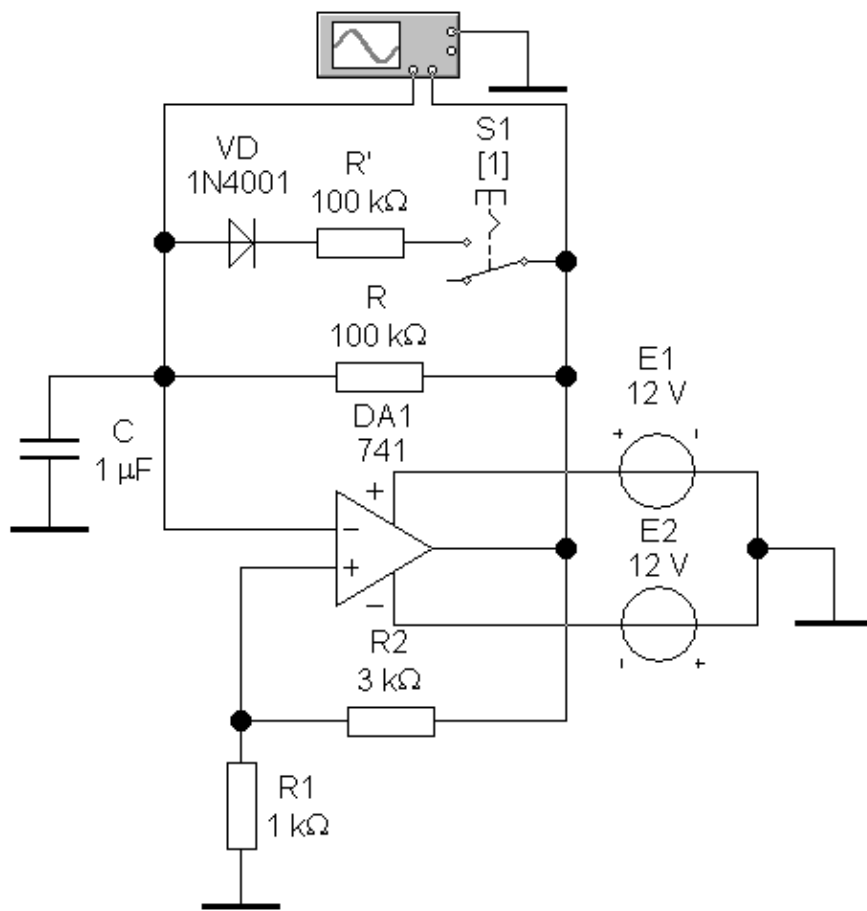 S1
[1]
VD
1N4001
R'
100 kΩ
R
100 kΩ
E1
12 V
+ -
C
1 µF
DA1
741
+
−
+
−
E2
12 V
- +
R2
3 kΩ
R1
1 kΩ